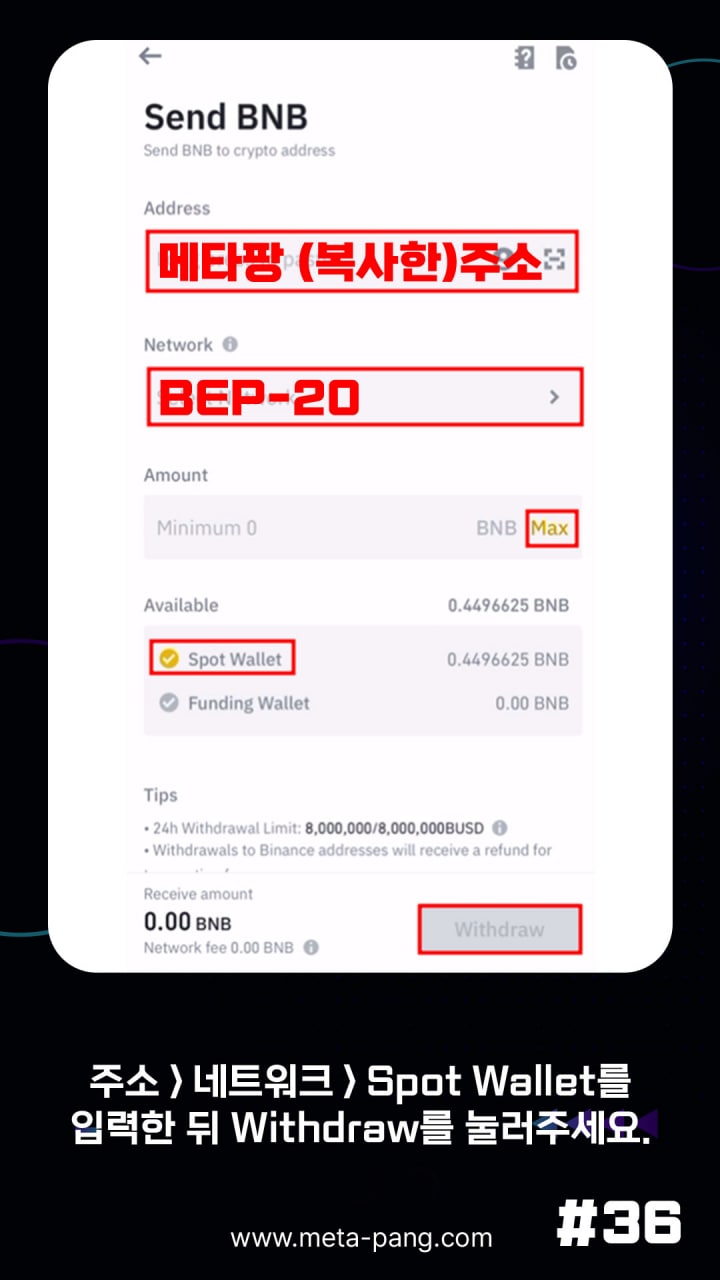 Send BNB
Send BNB to crypto address
Address
메타팡 (복사한)주소
Network
BEP-20
Amount
Minimum 0 BNB Max
Available 0.4496625 BNB
Spot Wallet 0.4496625 BNB
Funding Wallet 0.00 BNB
Tips
• 24h Withdrawal Limit: 8,000,000/8,000,000BUSD
• Withdrawals to Binance addresses will receive a refund for
Receive amount
0.00 BNB
Network fee 0.00 BNB
Withdraw
주소 > 네트워크 > Spot Wallet를
입력한 뒤 Withdraw를 눌러주세요.
www.meta-pang.com
#36